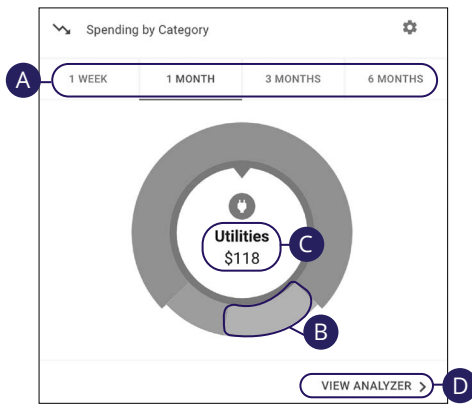 Spending by Category
A
1 WEEK 1 MONTH 3 MONTHS 6 MONTHS
Utilities
$118
C
B
VIEW ANALYZER
D